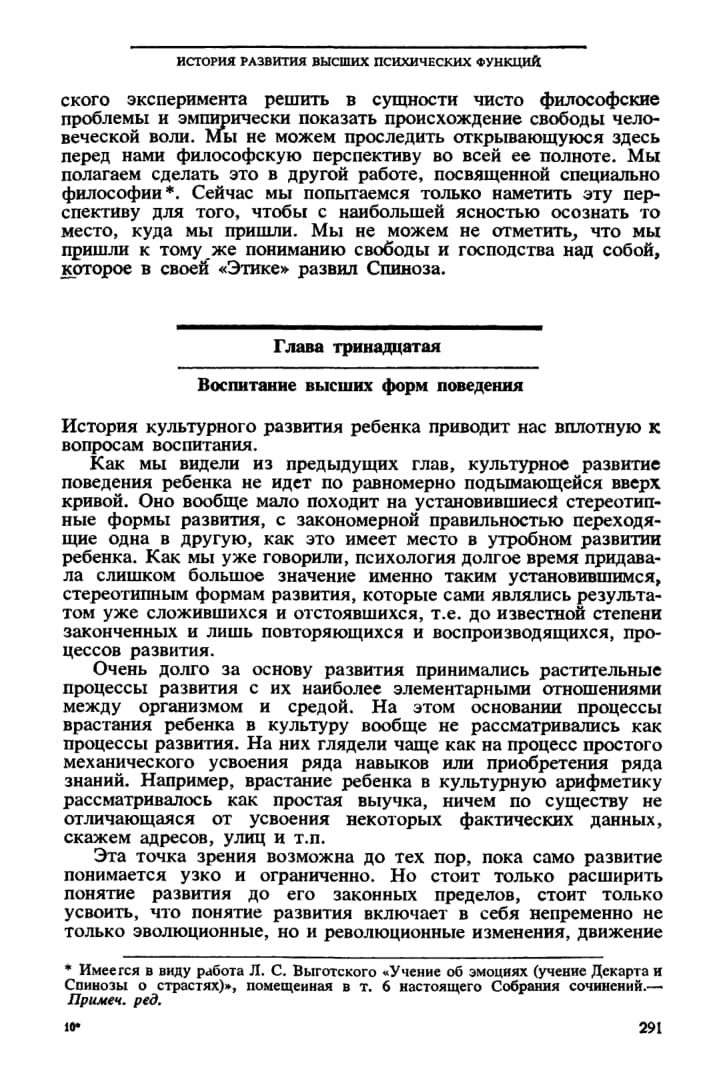 ИСТОРИЯ РАЗВИТИЯ ВЫСШИХ ПСИХИЧЕСКИХ ФУНКЦИЙ
ского эксперимента решить в сущности чисто философские
проблемы и эмпирически показать происхождение свободы чело-
веческой воли. Мы не можем проследить открывающуюся здесь
перед нами философскую перспективу во всей ее полноте. Мы
полагаем сделать это в другой работе, посвященной специально
философии*. Сейчас мы попытаемся только наметить эту пер-
спективу для того, чтобы с наибольшей ясностью осознать то
место, куда мы пришли. Мы не можем не отметить, что мы
пришли к тому же пониманию свободы и господства над собой,
которое в своей «Этике» развил Спиноза.
Глава тринадцатая
Воспитание высших форм поведения
История культурного развития ребенка приводит нас вплотную к
вопросам воспитания.
Как мы видели из предыдущих глав, культурное развитие
поведения ребенка не идет по равномерно подымающейся вверх
кривой. Оно вообще мало походит на установившиеся стереотип-
ные формы развития, с закономерной правильностью переходя-
щие одна в другую, как это имеет место в утробном развитии
ребенка. Как мы уже говорили, психология долгое время придава-
ла слишком большое значение именно таким установившимся,
стереотипным формам развития, которые сами являлись результа-
том уже сложившихся и отстоявшихся, т.е. до известной степени
законченных и лишь повторяющихся и воспроизводящихся, про-
цессов развития.
Очень долго за основу развития принимались растительные
процессы развития с их наиболее элементарными отношениями
между организмом и средой. На этом основании процессы
врастания ребенка в культуру вообще не рассматривались как
процессы развития. На них глядели чаще как на процесс простого
механического усвоения ряда навыков или приобретения ряда
знаний. Например, врастание ребенка в культурную арифметику
рассматривалось как простая выучка, ничем по существу не
отличающаяся от усвоения некоторых фактических данных,
скажем адресов, улиц и т.п.
Эта точка зрения возможна до тех пор, пока само развитие
понимается узко и ограниченно. Но стоит только расширить
понятие развития до его законных пределов, стоит только
усвоить, что понятие развития включает в себя непременно не
только эволюционные, но и революционные изменения, движение
* Имеется в виду работа Л. С. Выготского «Учение об эмоциях (учение Декарта и
Спинозы о страстях)», помещенная в т. 6 настоящего Собрания сочинений.—
Примеч. ред.
10*
291